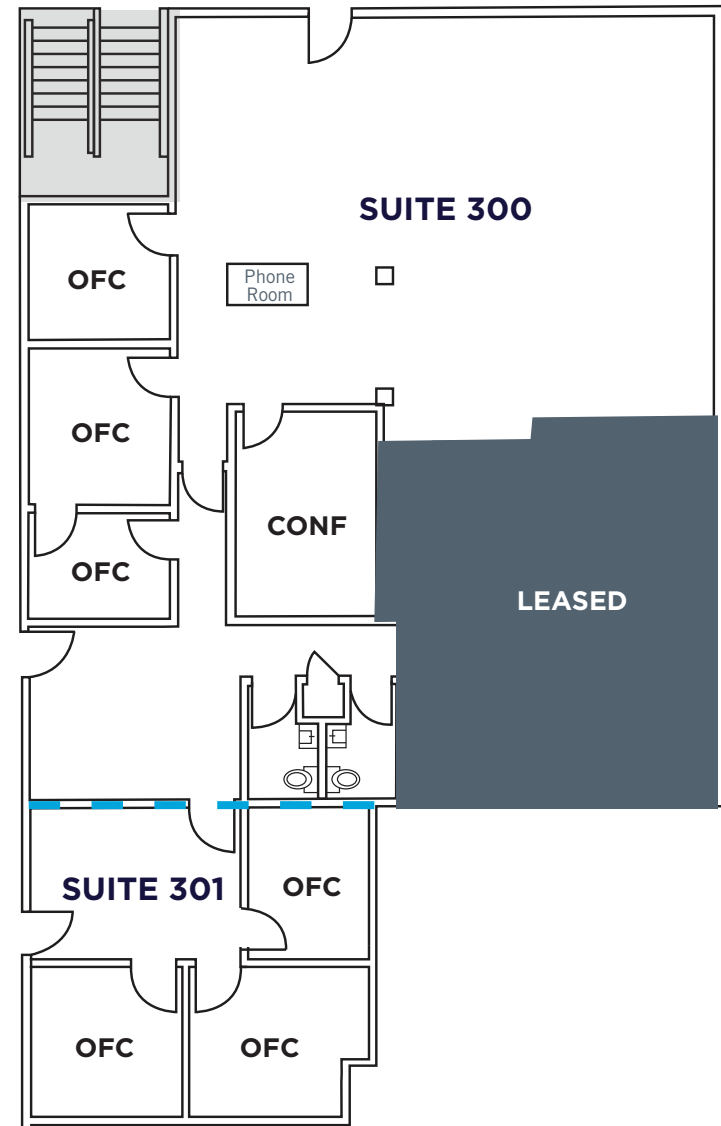 SUITE 300
OFC
Phone
Room
OFC
CONF
OFC
LEASED
SUITE 301
OFC
OFC
OFC